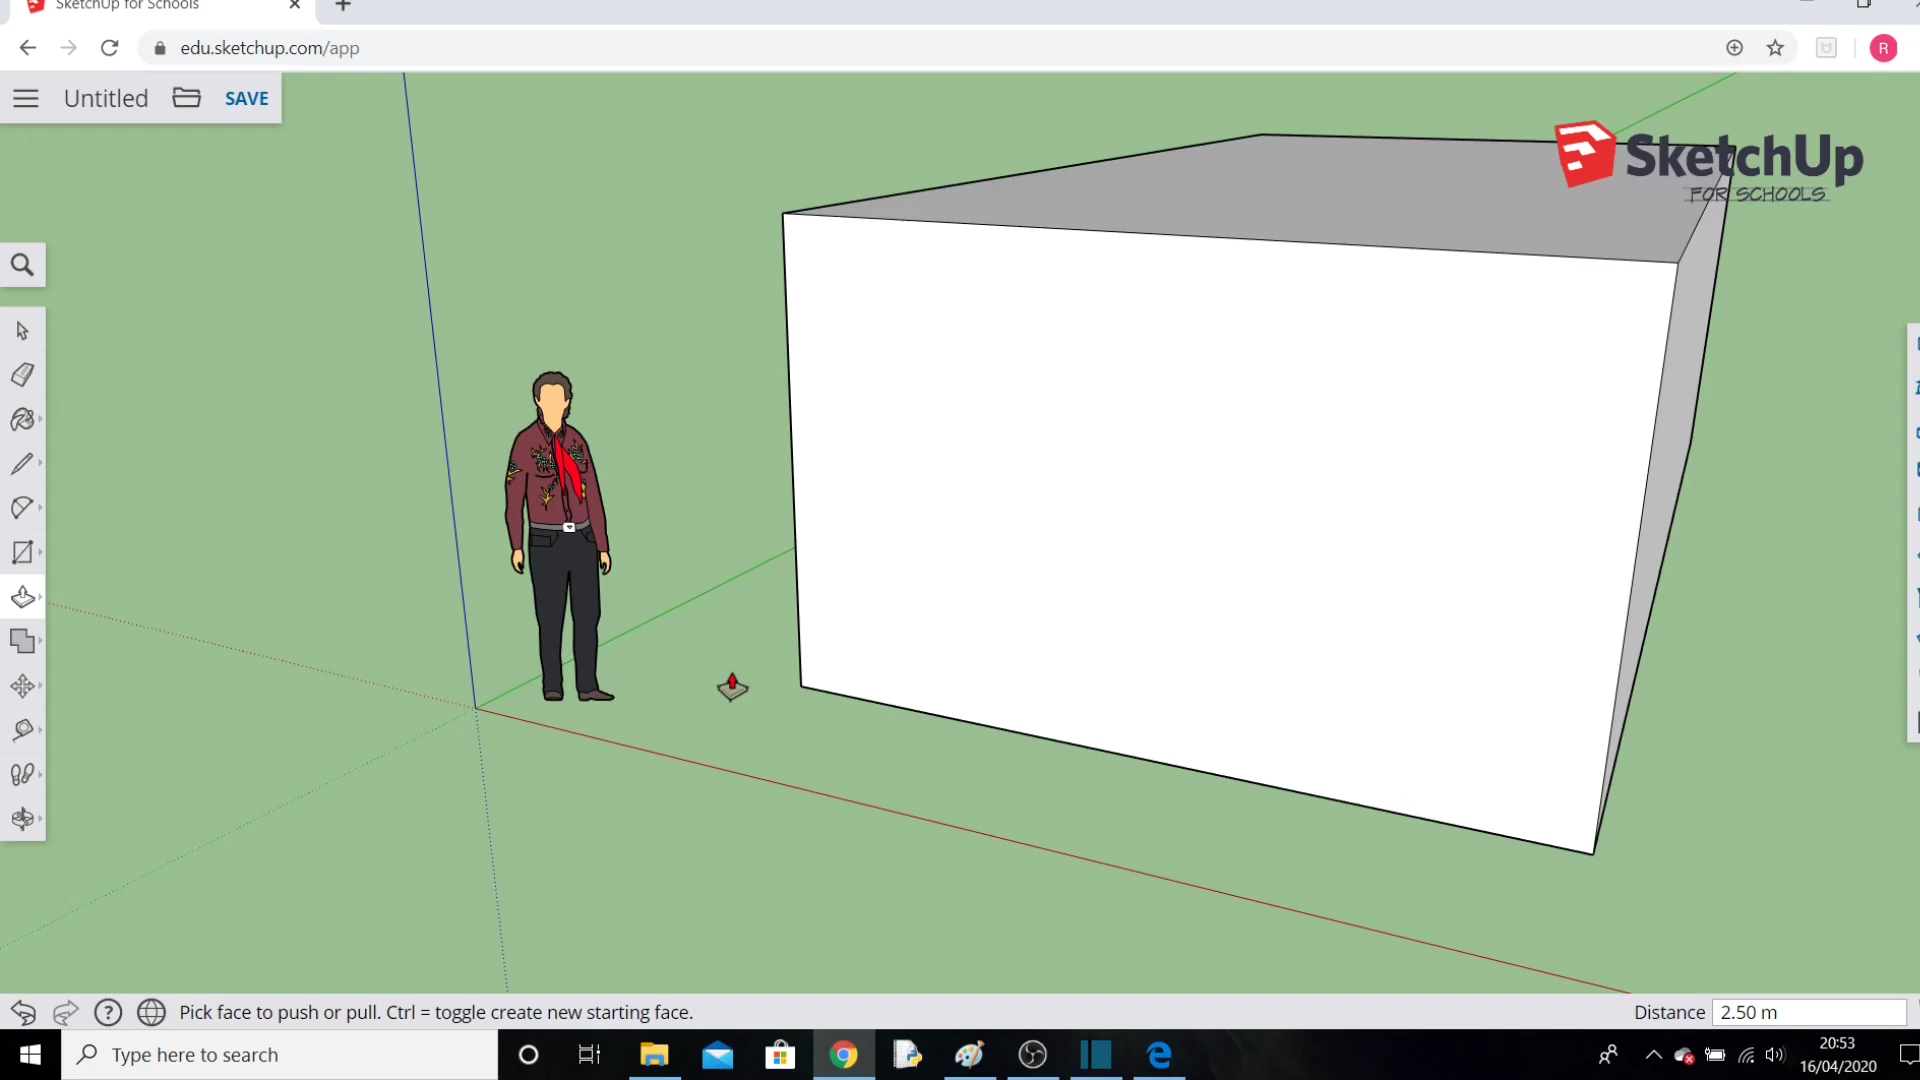 SketchUp for Schools
edu.sketchup.com/app
R
Untitled
SAVE
SketchUp
FOR SCHOOLS
Pick face to push or pull. Ctrl = toggle create new starting face.
Distance
2.50 m
Type here to search
20:53
16/04/2020